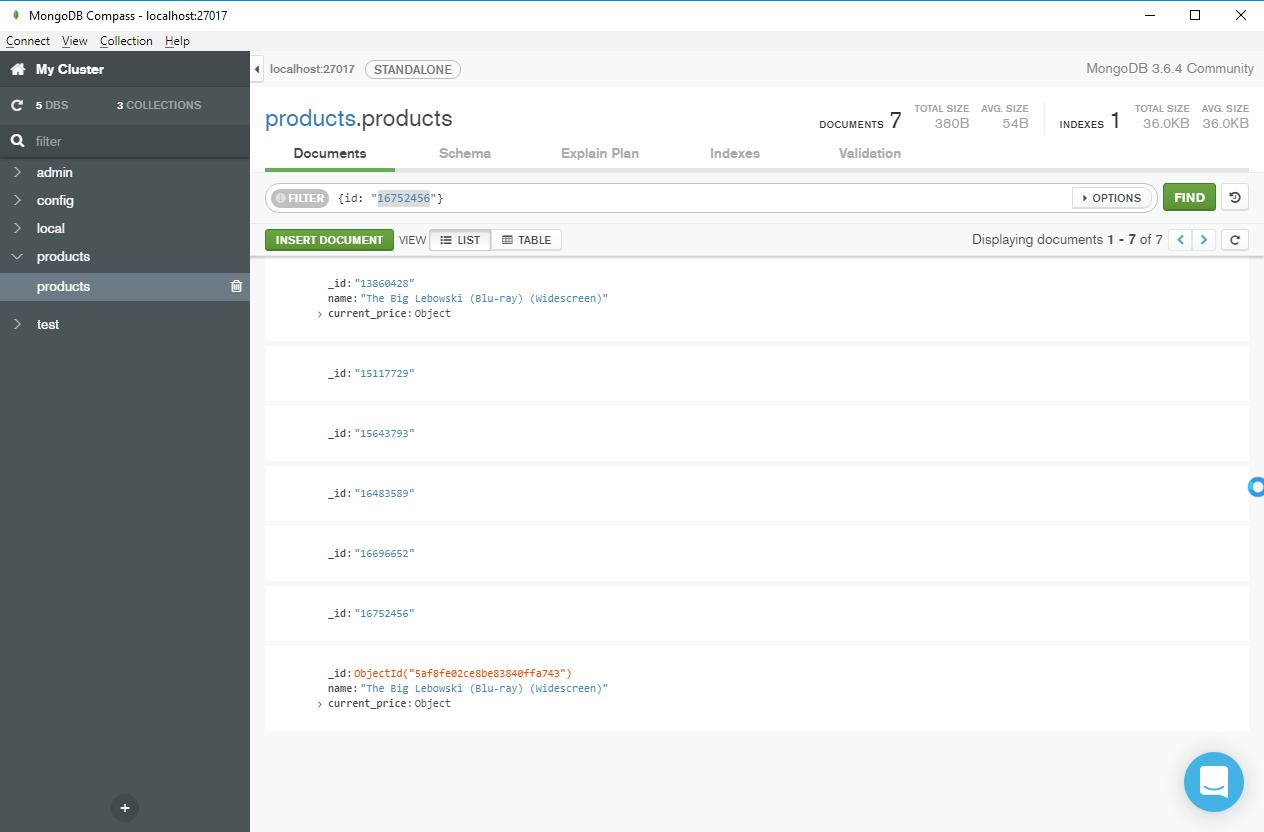 MongoDB Compass - localhost:27017
Connect View Collection Help
My Cluster
5 DBS 3 COLLECTIONS
filter
admin
config
local
products
products
test
localhost:27017 STANDALONE MongoDB 3.6.4 Community
products.products
DOCUMENTS 7 TOTAL SIZE 380B AVG. SIZE 54B INDEXES 1 TOTAL SIZE 36.0KB AVG. SIZE 36.0KB
Documents Schema Explain Plan Indexes Validation
FILTER {id: "16752456"} OPTIONS FIND
INSERT DOCUMENT VIEW LIST TABLE Displaying documents 1 - 7 of 7
_id: "13860428"
name: "The Big Lebowski (Blu-ray) (Widescreen)"
current_price: Object
_id: "15117729"
_id: "15643793"
_id: "16483589"
_id: "16696652"
_id: "16752456"
_id: ObjectId("5af8fe02ce8be83840ffa743")
name: "The Big Lebowski (Blu-ray) (Widescreen)"
current_price: Object